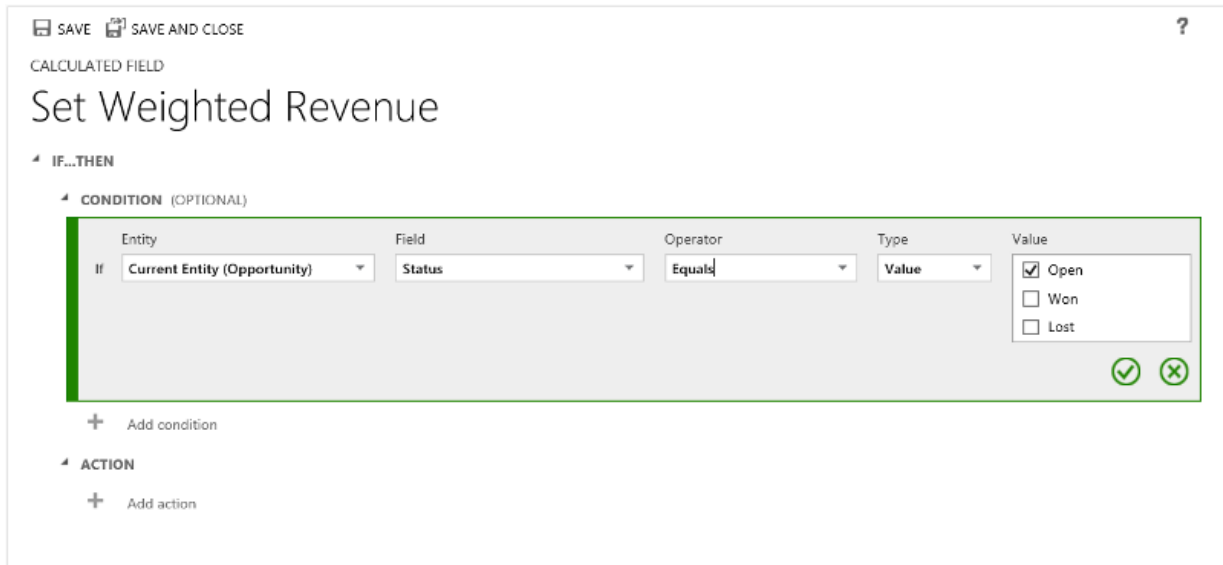 SAVE SAVE AND CLOSE ?
CALCULATED FIELD
Set Weighted Revenue
IF...THEN
CONDITION (OPTIONAL)
Entity Field Operator Type Value
If Current Entity (Opportunity) Status Equals Value Open
Won
Lost
Add condition
ACTION
Add action